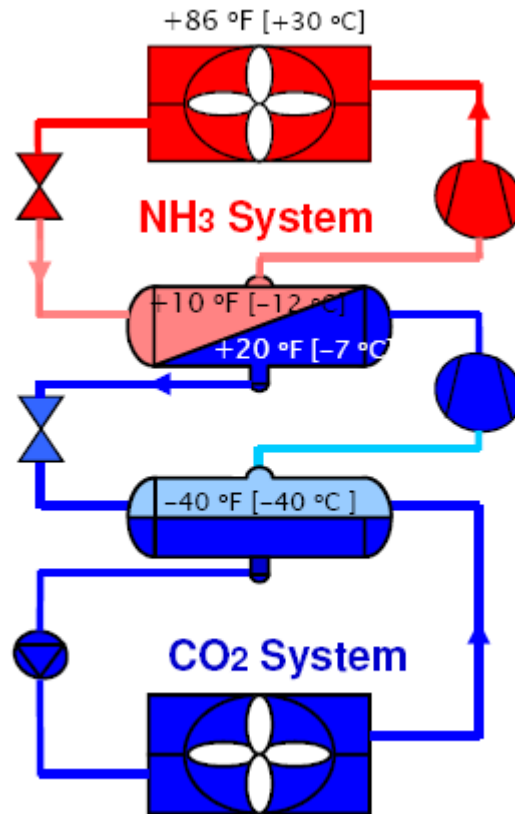 +86 ºF [+30 ºC]
NH3 System
+10 ºF [–12 ºC]
+20 ºF [–7 ºC]
–40 ºF [–40 ºC ]
CO2 System